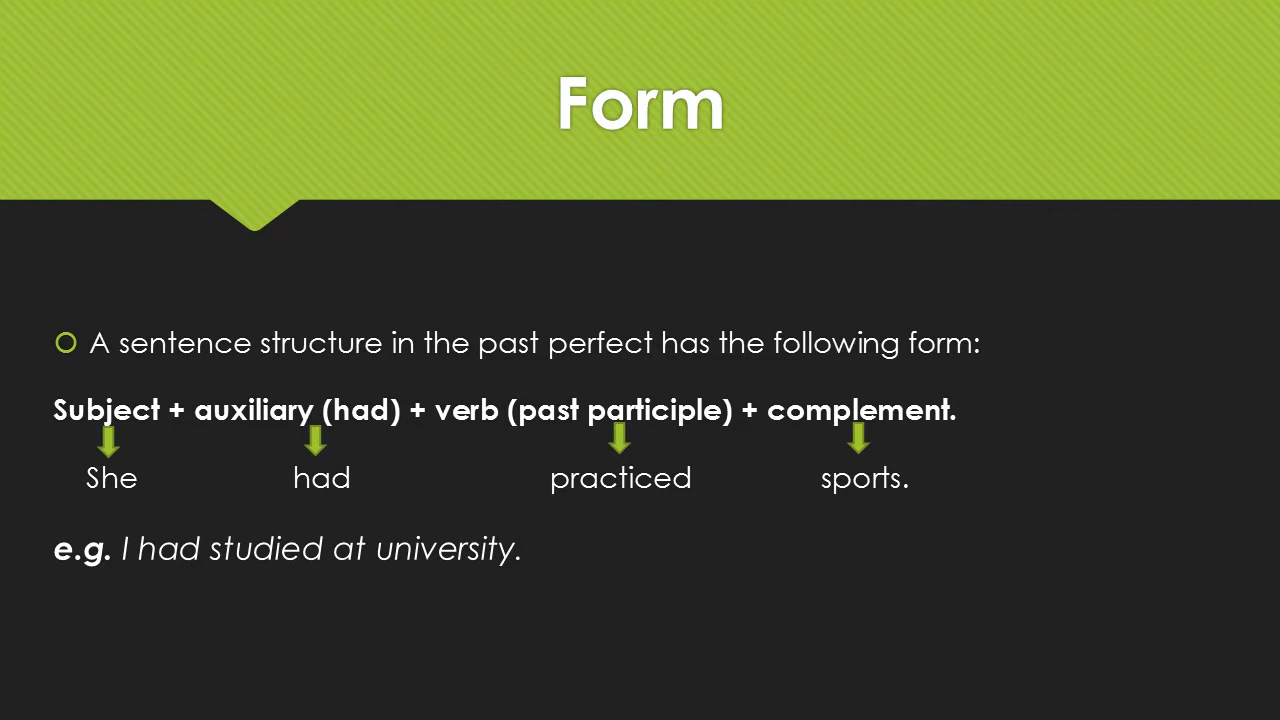 Form
A sentence structure in the past perfect has the following form:
Subject + auxiliary (had) + verb (past participle) + complement.
She had practiced sports.
e.g. I had studied at university.